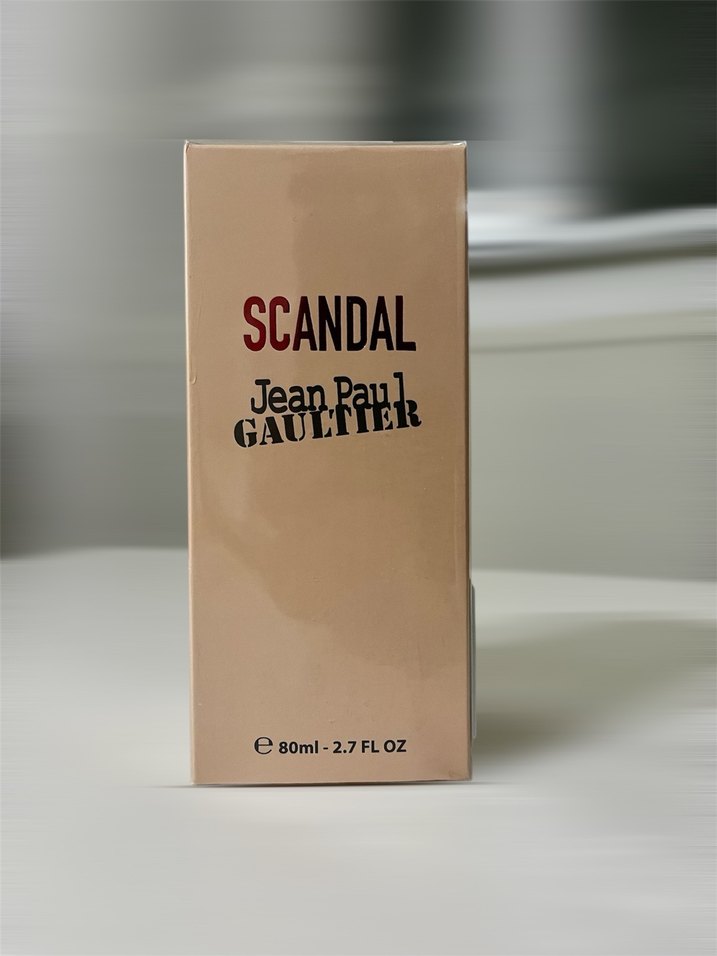 SCANDAL
Jean Paul
GAULTIER
℮ 80ml - 2.7 FL OZ